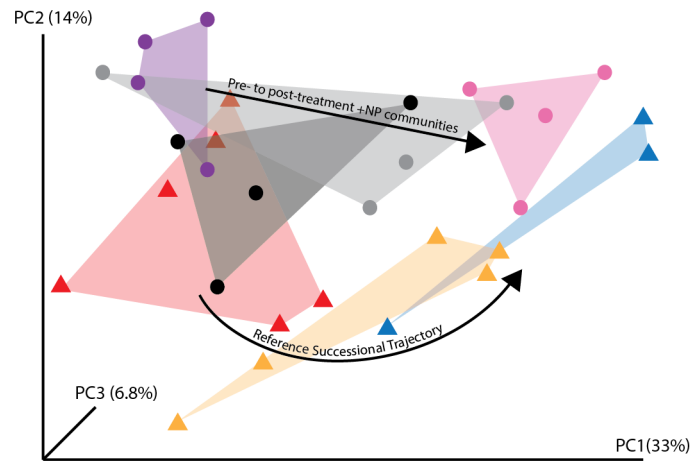 PC2 (14%)
Pre- to post-treatment +NP communities
Reference Successional Trajectory
PC3 (6.8%)
PC1(33%)